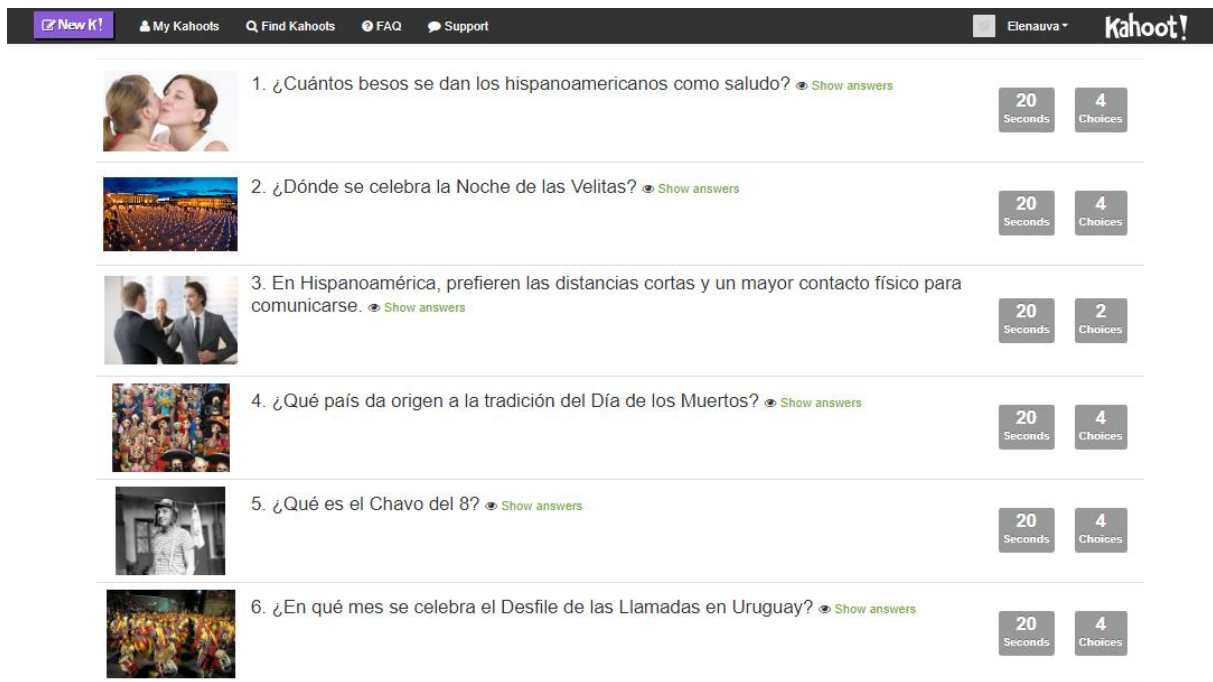 New K! My Kahoots Find Kahoots FAQ Support Elenauva Kahoot!
1. ¿Cuántos besos se dan los hispanoamericanos como saludo? Show answers
20 4
Seconds Choices
2. ¿Dónde se celebra la Noche de las Velitas? Show answers
20 4
Seconds Choices
3. En Hispanoamérica, prefieren las distancias cortas y un mayor contacto físico para
comunicarse. Show answers
20 2
Seconds Choices
4. ¿Qué país da origen a la tradición del Día de los Muertos? Show answers
20 4
Seconds Choices
5. ¿Qué es el Chavo del 8? Show answers
20 4
Seconds Choices
6. ¿En qué mes se celebra el Desfile de las Llamadas en Uruguay? Show answers
20 4
Seconds Choices